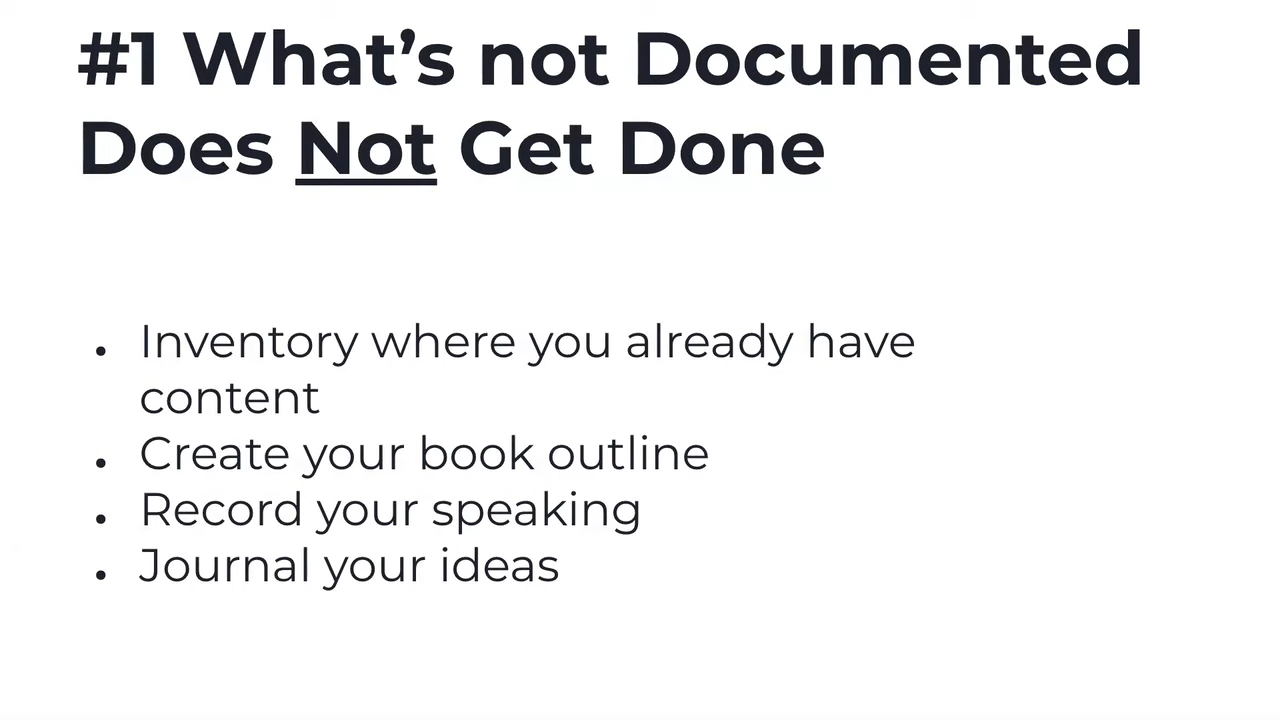 #1 What’s not Documented
Does Not Get Done
• Inventory where you already have
content
• Create your book outline
• Record your speaking
• Journal your ideas